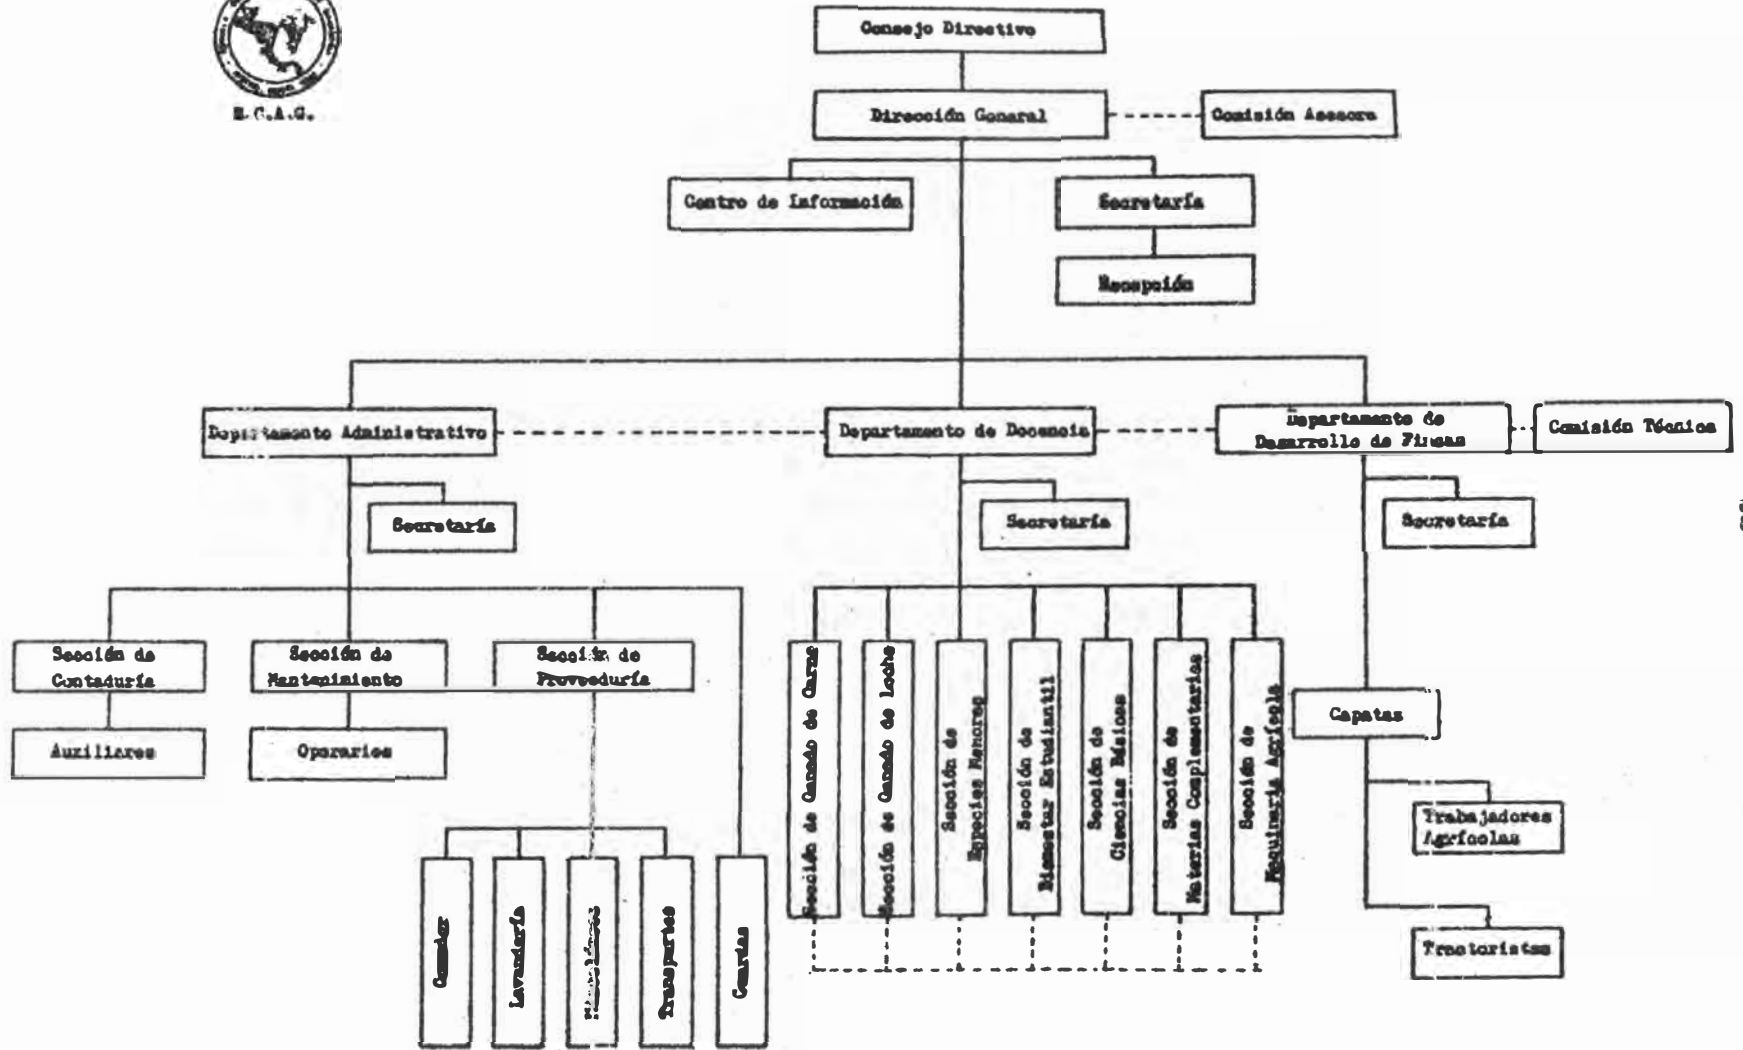 E.C.A.G.
Consejo Directivo
Dirección General
Comisión Asesora
Centro de Información
Secretaría
Recepción
Departamento Administrativo
Departamento de Docencia
Departamento de
Desarrollo de Fincas
Comisión Técnica
Secretaría
Secretaría
Secretaría
Sección de
Contaduría
Sección de
Mantenimiento
Sección de
Proveeduría
Auxiliares
Operarios
Comedor
Lavandería
Transportes
Guardas
Sección de Ganado de Carne
Sección de Ganado de Leche
Sección de
Especies Menores
Sección de
Bienestar Estudiantil
Sección de
Ciencias Básicas
Sección de
Materias Complementarias
Sección de
Maquinaria Agrícola
Capataz
Trabajadores
Agrícolas
Tractoristas